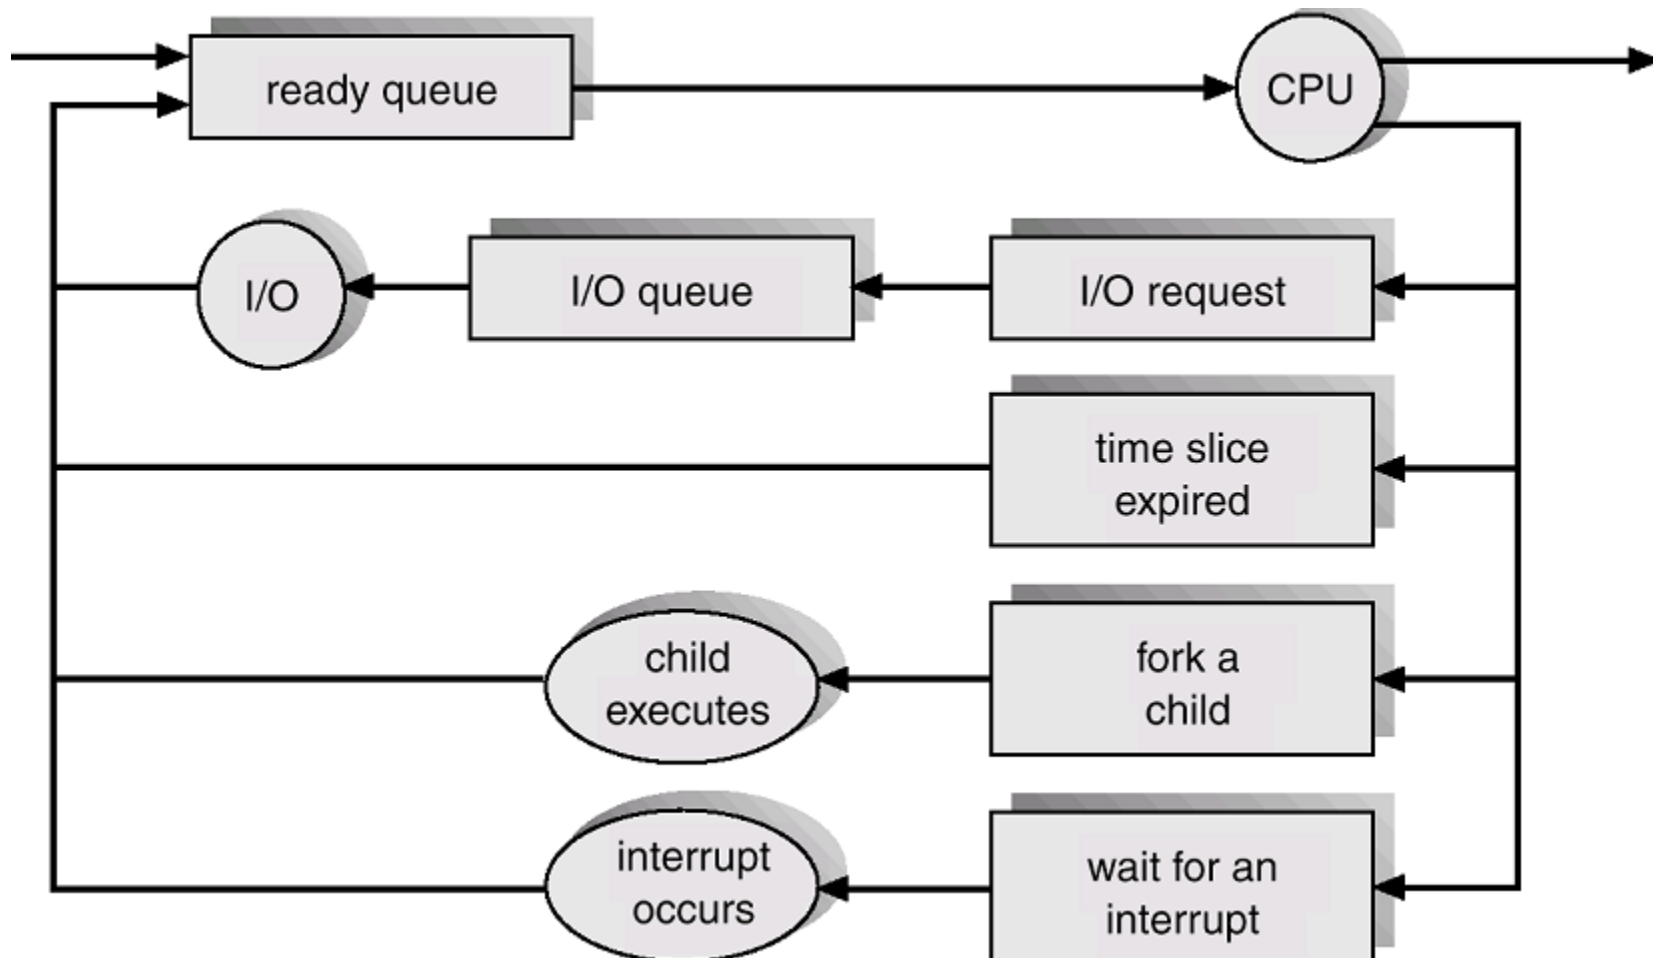 ready queue
CPU
I/O
I/O queue
I/O request
time slice
expired
child
executes
fork a
child
interrupt
occurs
wait for an
interrupt